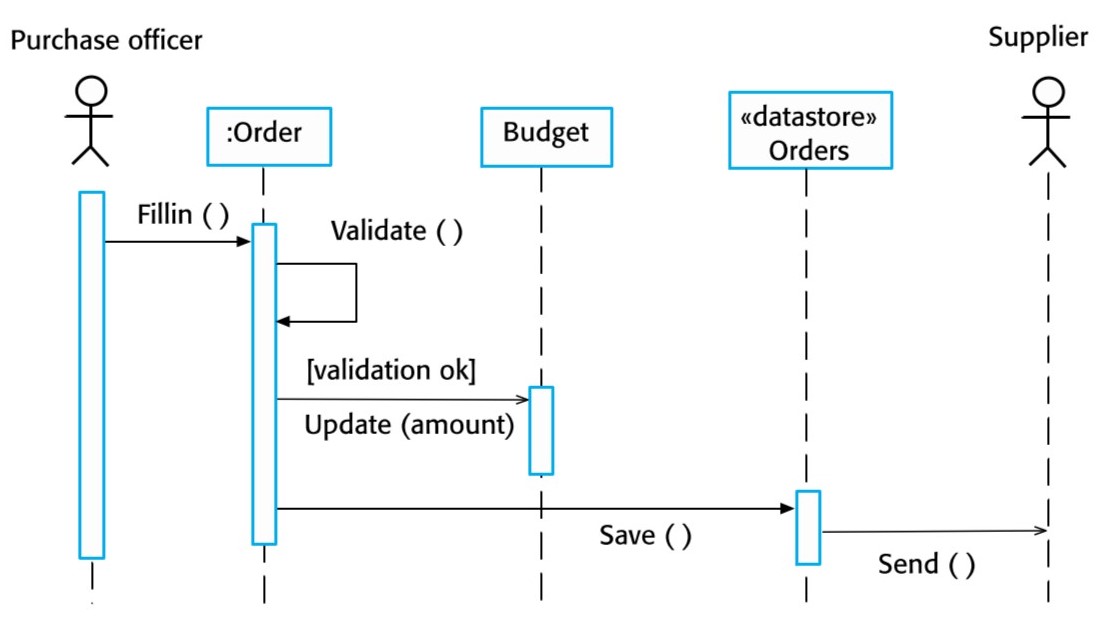 Purchase officer
Supplier
:Order
Budget
«datastore»
Orders
Fillin ( )
Validate ( )
[validation ok]
Update (amount)
Save ( )
Send ( )